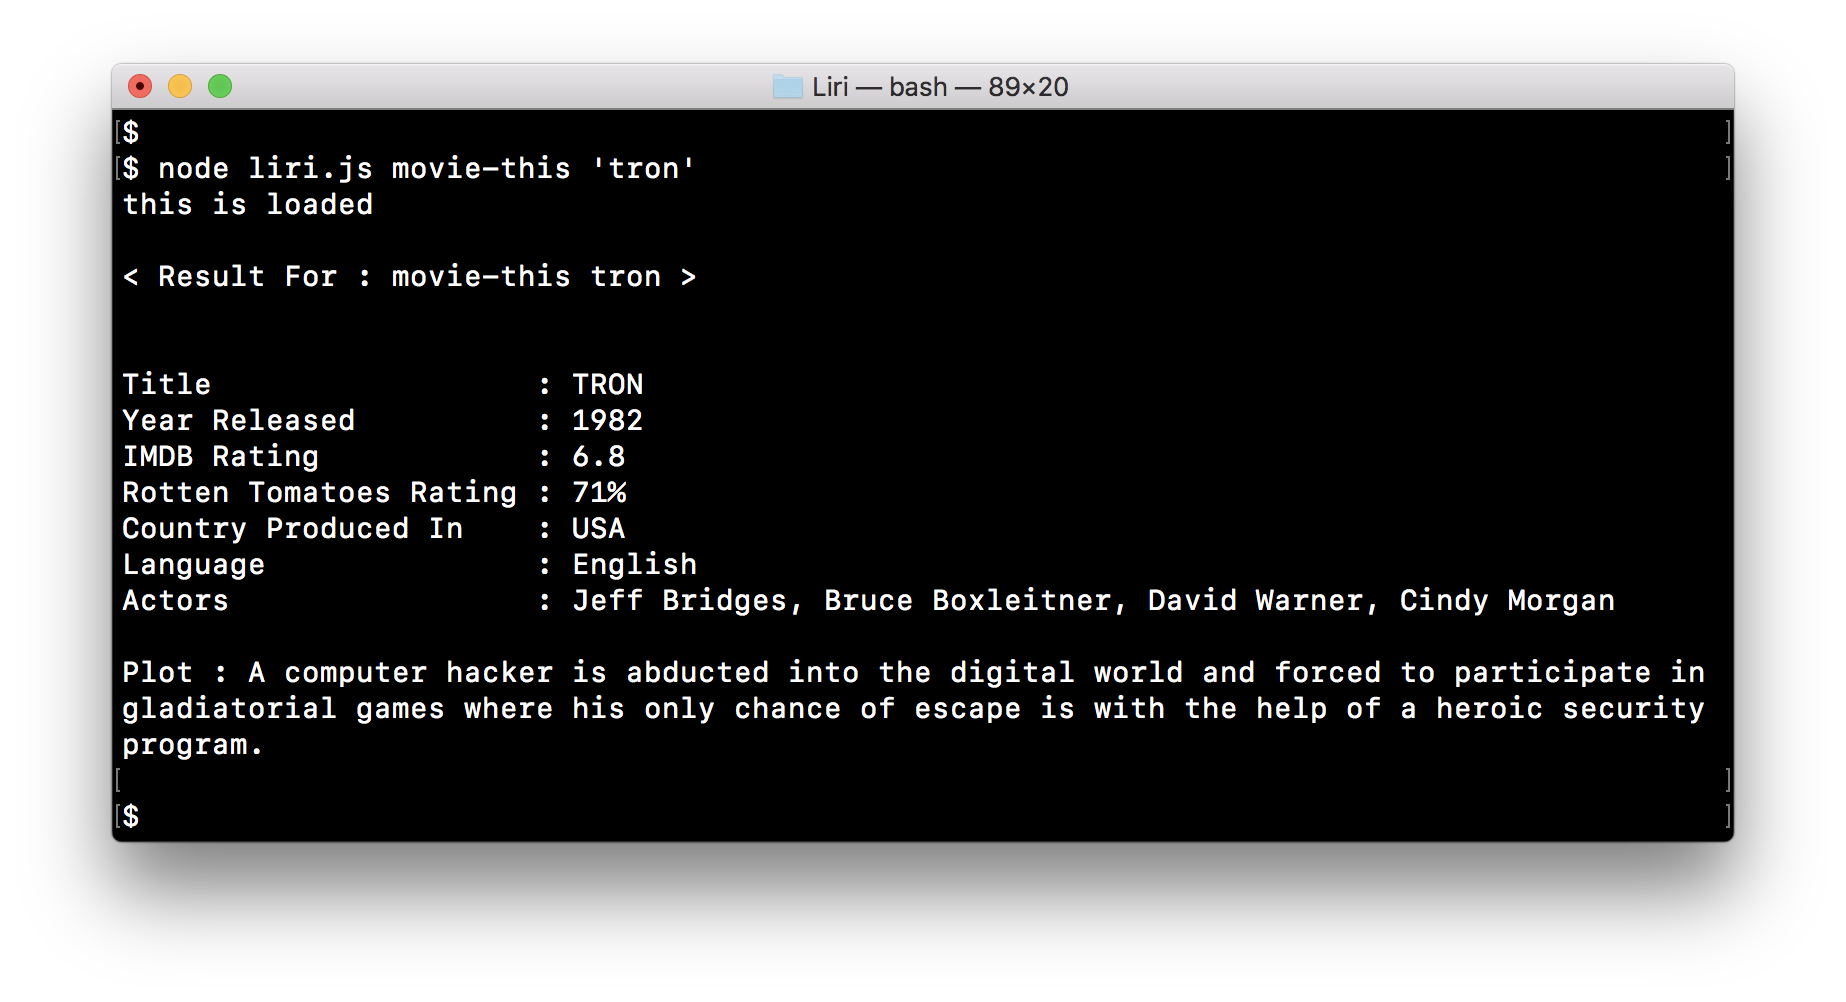 Liri — bash — 89×20
$
$ node liri.js movie-this 'tron'
this is loaded
< Result For : movie-this tron >
Title : TRON
Year Released : 1982
IMDB Rating : 6.8
Rotten Tomatoes Rating : 71%
Country Produced In : USA
Language : English
Actors : Jeff Bridges, Bruce Boxleitner, David Warner, Cindy Morgan
Plot : A computer hacker is abducted into the digital world and forced to participate in
gladiatorial games where his only chance of escape is with the help of a heroic security
program.
$